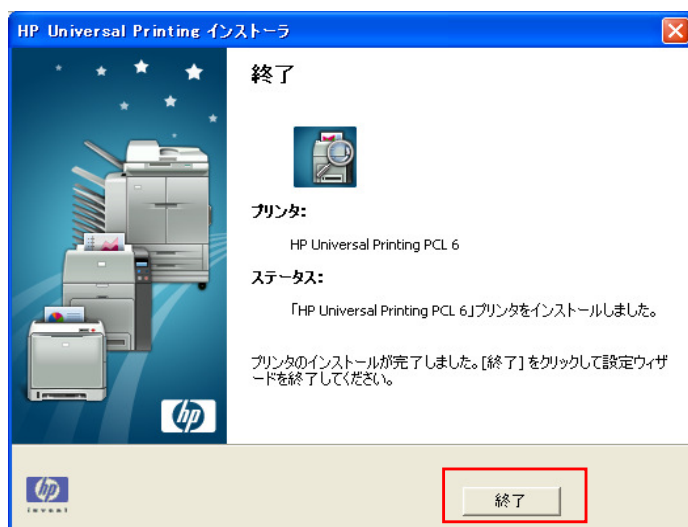 HP Universal Printing インストーラ
終了
プリンタ:
HP Universal Printing PCL 6
ステータス:
「HP Universal Printing PCL 6」プリンタをインストールしました。
プリンタのインストールが完了しました。[終了] をクリックして設定ウィザ
ードを終了してください。
hp
hp
invent
終了